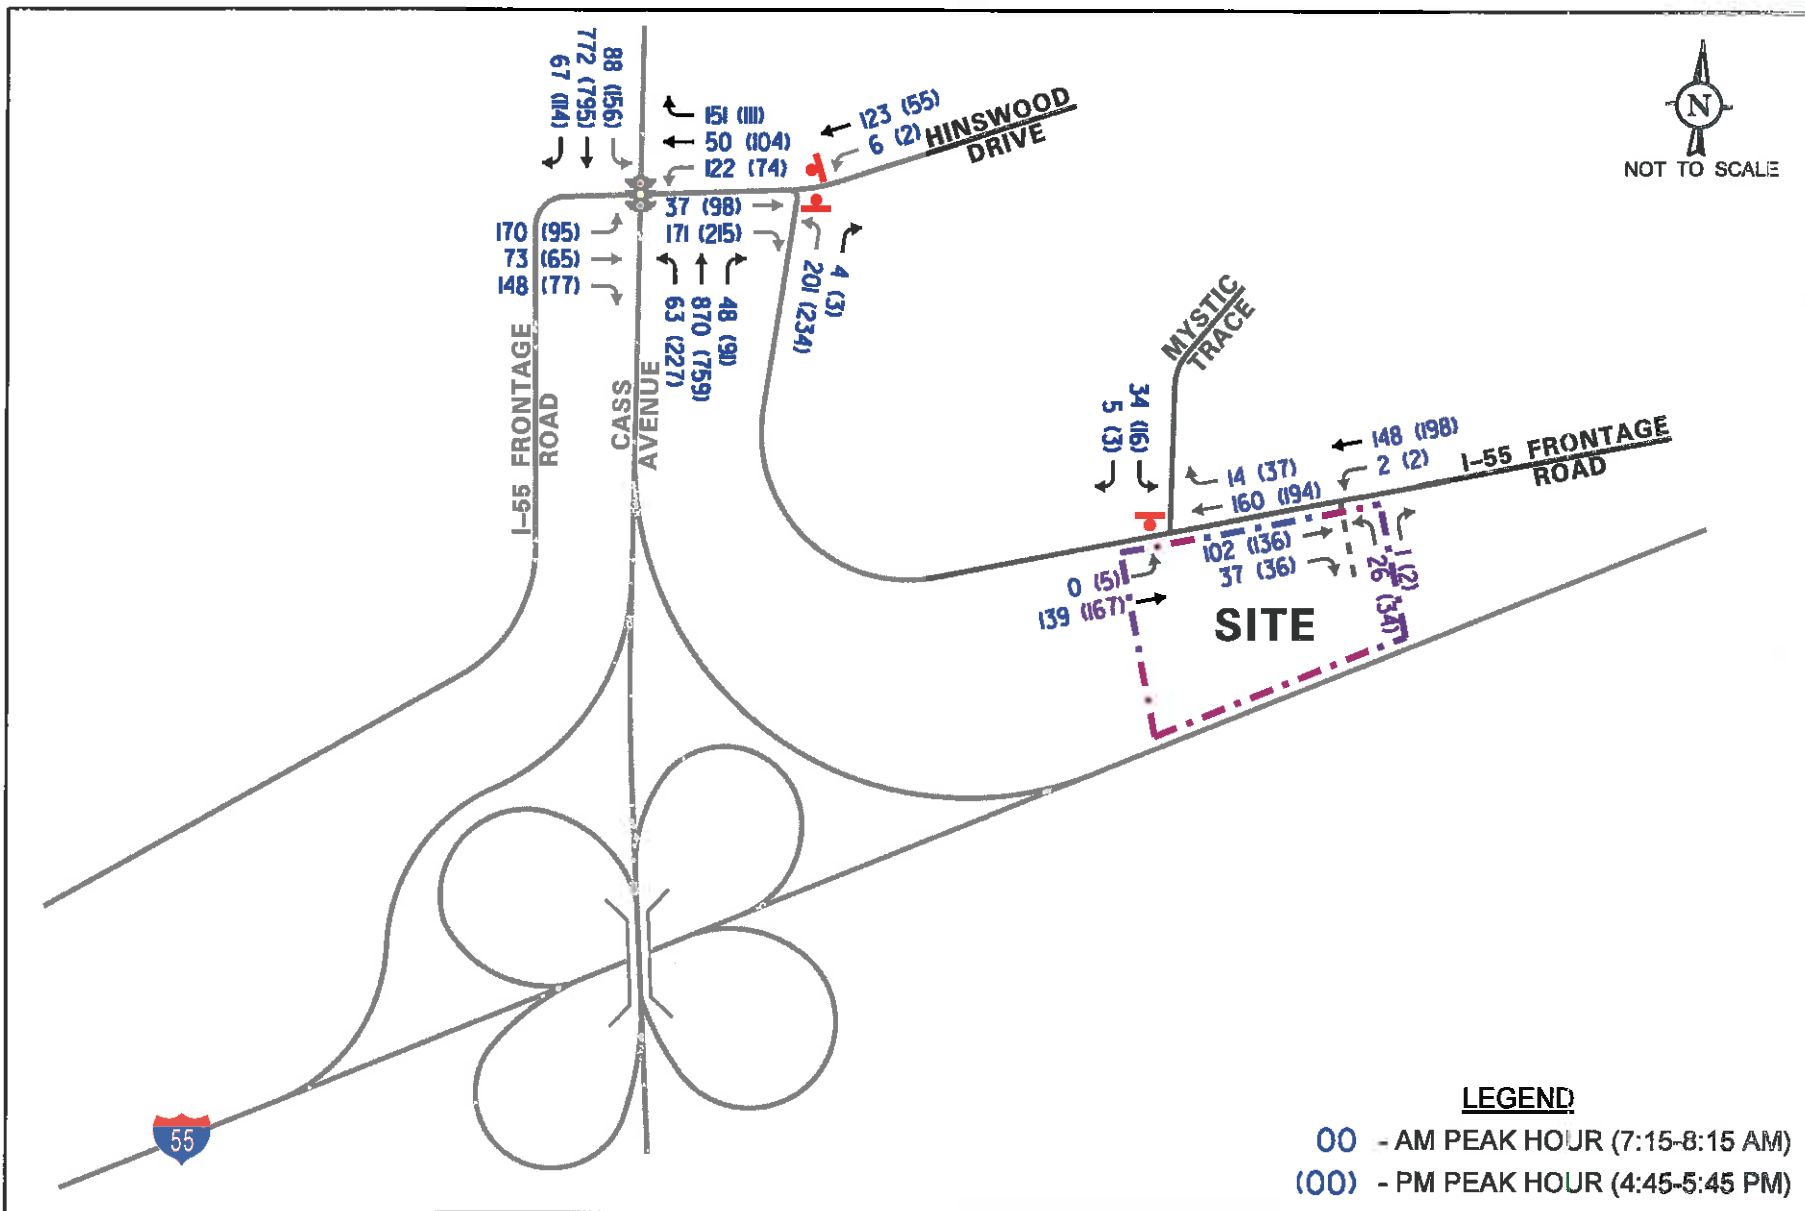 67 (114)
772 (795)
88 (156)
151 (111)
50 (104)
122 (74)
123 (55)
6 (2)
HINSWOOD
DRIVE
N
NOT TO SCALE
37 (98)
171 (215)
170 (95)
73 (65)
148 (77)
63 (227)
870 (759)
48 (91)
201 (234)
4 (3)
I-55 FRONTAGE
ROAD
CASS
AVENUE
MYSTIC
TRACE
5 (3)
34 (16)
14 (37)
160 (194)
148 (198)
2 (2)
I-55 FRONTAGE
ROAD
102 (136)
37 (36)
0 (5)
139 (167)
26 (34)
1 (2)
SITE
55
LEGEND
00 - AM PEAK HOUR (7:15-8:15 AM)
(00) - PM PEAK HOUR (4:45-5:45 PM)